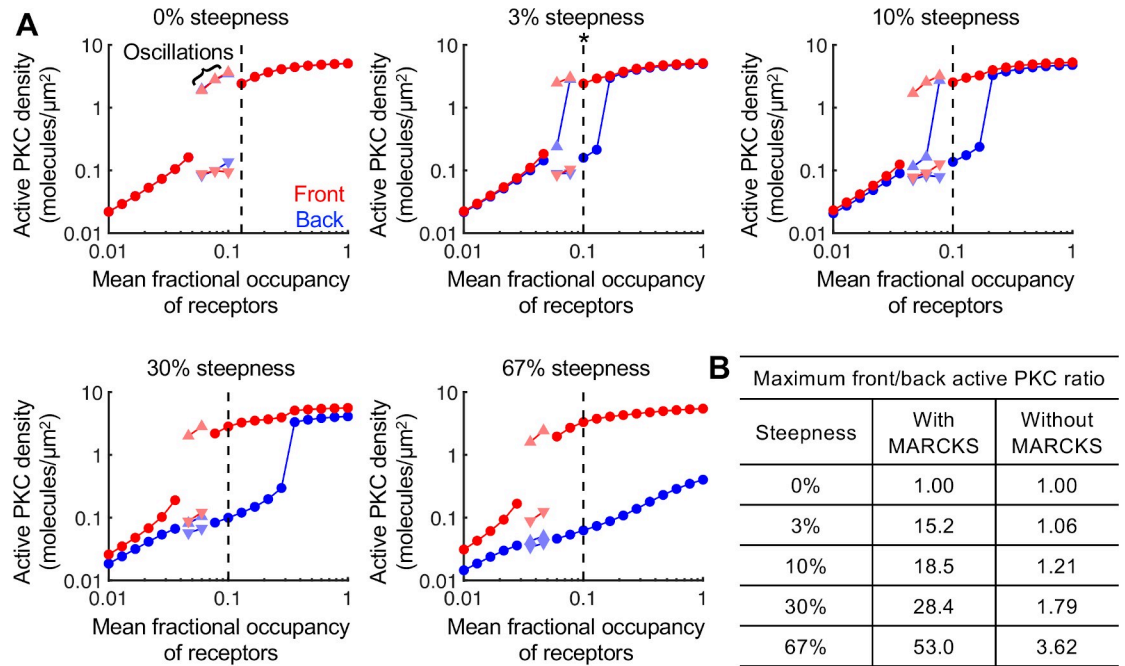 A
0% steepness
Oscillations
Active PKC density
(molecules/µm²)
10
1
0.1
0.01
Front
Back
0.01
0.1
1
Mean fractional occupancy
of receptors
3% steepness
*
Active PKC density
(molecules/µm²)
10
1
0.1
0.01
0.01
0.1
1
Mean fractional occupancy
of receptors
10% steepness
Active PKC density
(molecules/µm²)
10
1
0.1
0.01
0.01
0.1
1
Mean fractional occupancy
of receptors
30% steepness
Active PKC density
(molecules/µm²)
10
1
0.1
0.01
0.01
0.1
1
Mean fractional occupancy
of receptors
67% steepness
Active PKC density
(molecules/µm²)
10
1
0.1
0.01
0.01
0.1
1
Mean fractional occupancy
of receptors
B
Maximum front/back active PKC ratio
Steepness With MARCKS Without MARCKS
0% 1.00 1.00
3% 15.2 1.06
10% 18.5 1.21
30% 28.4 1.79
67% 53.0 3.62